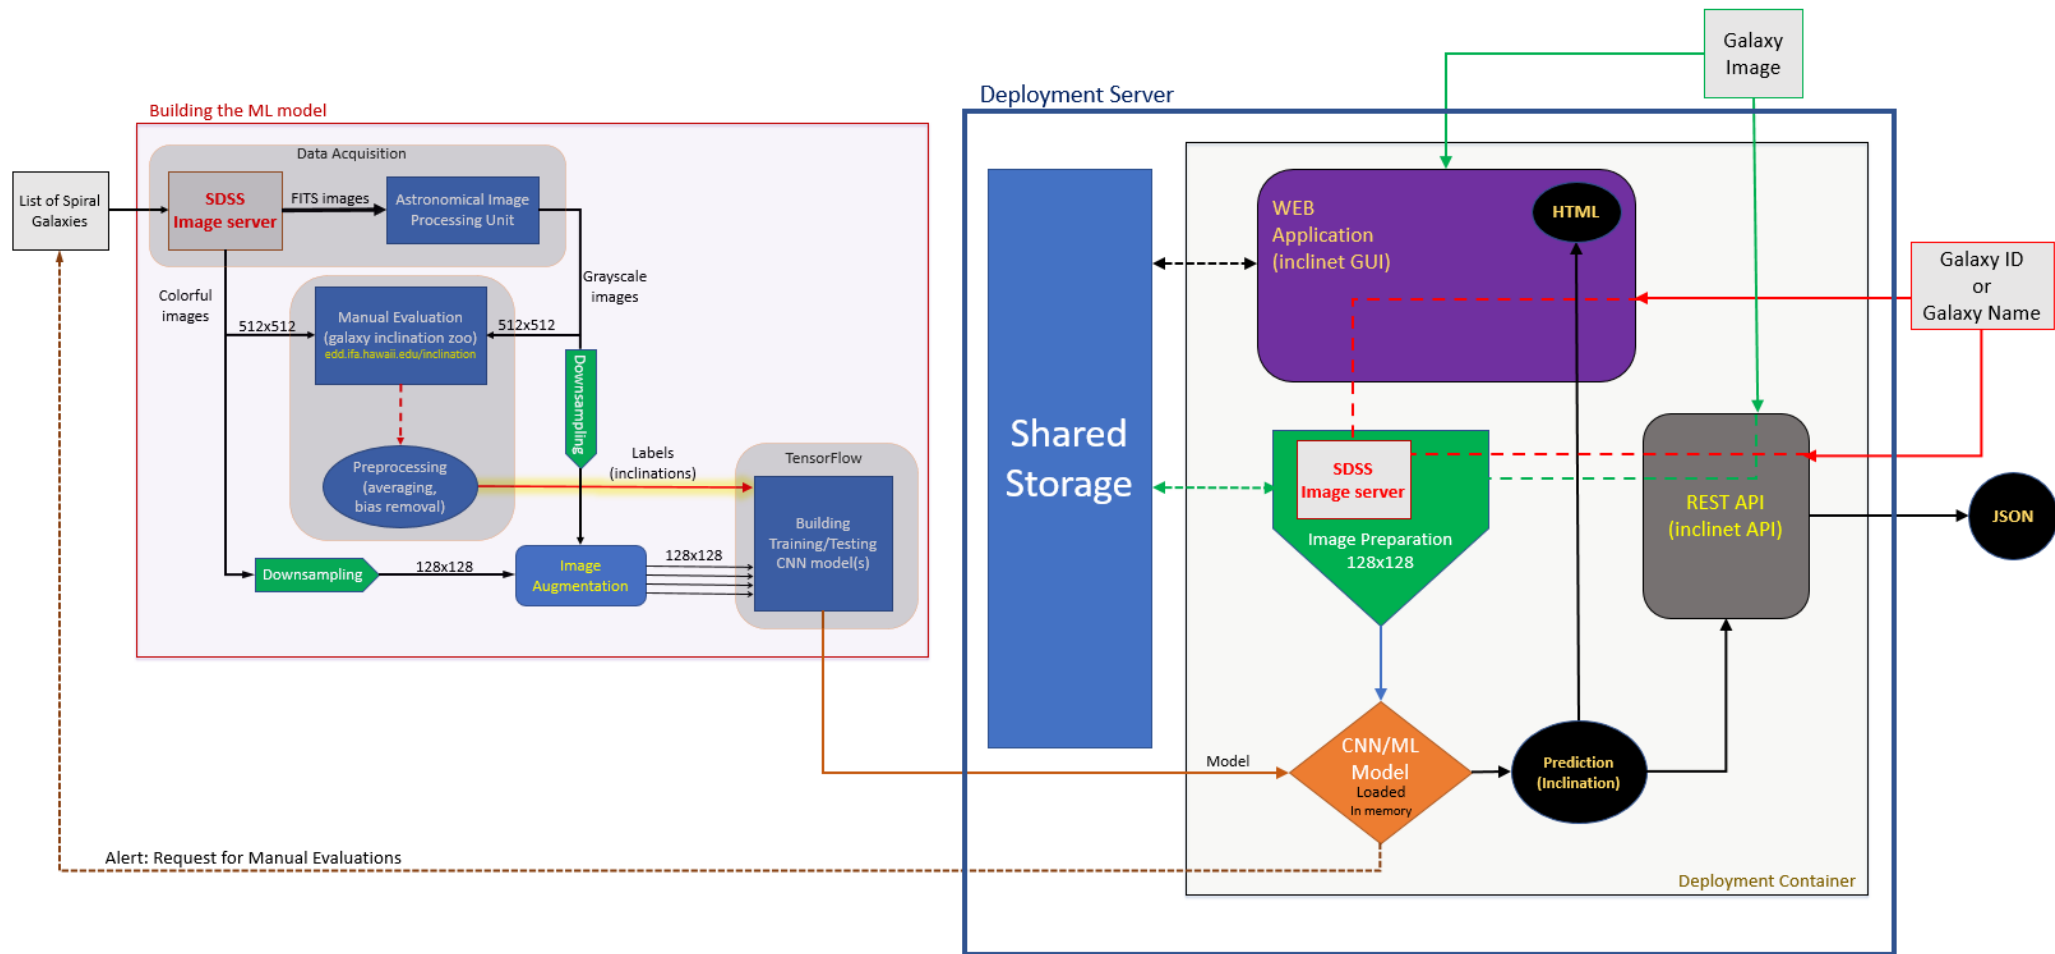 Galaxy
Image
Deployment Server
Building the ML model
Data Acquisition
List of Spiral
Galaxies
SDSS
Image server
FITS images
Astronomical Image
Processing Unit
Colorful
images
Grayscale
images
512x512
Manual Evaluation
(galaxy inclination zoo)
edd.ifa.hawaii.edu/inclination
512x512
Downsampling
Preprocessing
(averaging,
bias removal)
Labels
(inclinations)
TensorFlow
Building
Training/Testing
CNN model(s)
Downsampling
128x128
Image
Augmentation
128x128
Shared
Storage
WEB
Application
(inclinet GUI)
HTML
Galaxy ID
or
Galaxy Name
SDSS
Image server
Image Preparation
128x128
REST API
(inclinet API)
JSON
Model
CNN/ML
Model
Loaded
In memory
Prediction
(Inclination)
Alert: Request for Manual Evaluations
Deployment Container